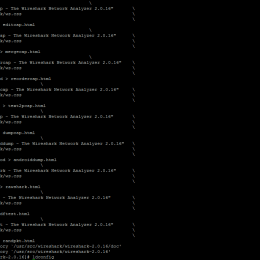 \
p - The Wireshark Network Analyzer 2.0.16" \
k/ws.css
editcap.html
\
p - The Wireshark Network Analyzer 2.0.16" \
k/ws.css
> mergecap.html
\
rcap - The Wireshark Network Analyzer 2.0.16" \
k/ws.css
d > reordercap.html
\
cap - The Wireshark Network Analyzer 2.0.16" \
k/ws.css
> text2pcap.html
\
p - The Wireshark Network Analyzer 2.0.16" \
k/ws.css
dumpcap.html
\
ddump - The Wireshark Network Analyzer 2.0.16" \
k/ws.css
od > androiddump.html
\
k - The Wireshark Network Analyzer 2.0.16" \
k/ws.css
> rawshark.html
\
rs - The Wireshark Network Analyzer 2.0.16" \
k/ws.css
dftest.html
\
t - The Wireshark Network Analyzer 2.0.16" \
k/ws.css
randpkt.html
ory '/usr/src/wireshark/wireshark-2.0.16/doc'
ory '/usr/src/wireshark/wireshark-2.0.16'
rk-2.0.16# ldconfig